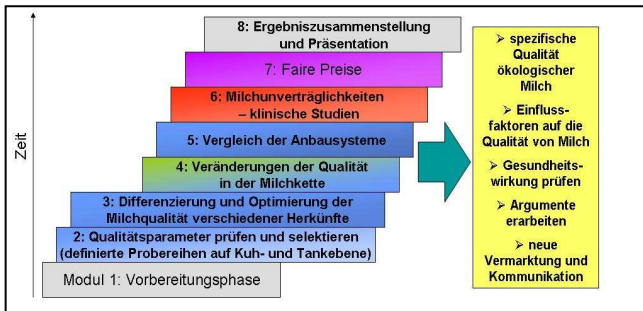 8: Ergebniszusammenstellung
und Präsentation
7: Faire Preise
6: Milchunverträglichkeiten
– klinische Studien
5: Vergleich der Anbausysteme
4: Veränderungen der Qualität
in der Milchkette
3: Differenzierung und Optimierung der
Milchqualität verschiedener Herkünfte
2: Qualitätsparameter prüfen und selektieren
(definierte Probereihen auf Kuh- und Tankebene)
Modul 1: Vorbereitungsphase
Zeit
➢ spezifische
Qualität
ökologischer
Milch
➢ Einfluss-
faktoren auf die
Qualität von Milch
➢ Gesundheits-
wirkung prüfen
➢ Argumente
erarbeiten
➢ neue
Vermarktung und
Kommunikation